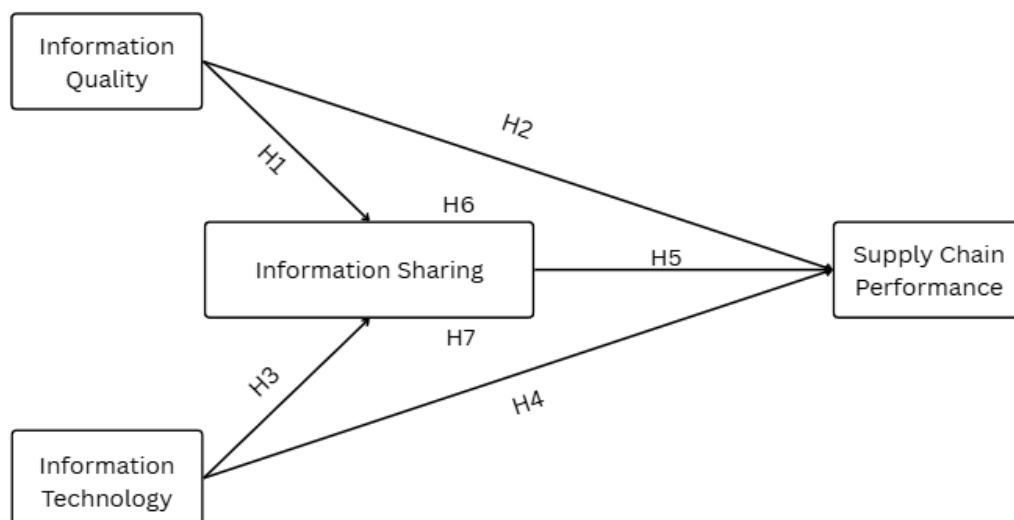 Information
Quality
H2
H1
H6
Information Sharing
H5
Supply Chain
Performance
H7
H3
H4
Information
Technology